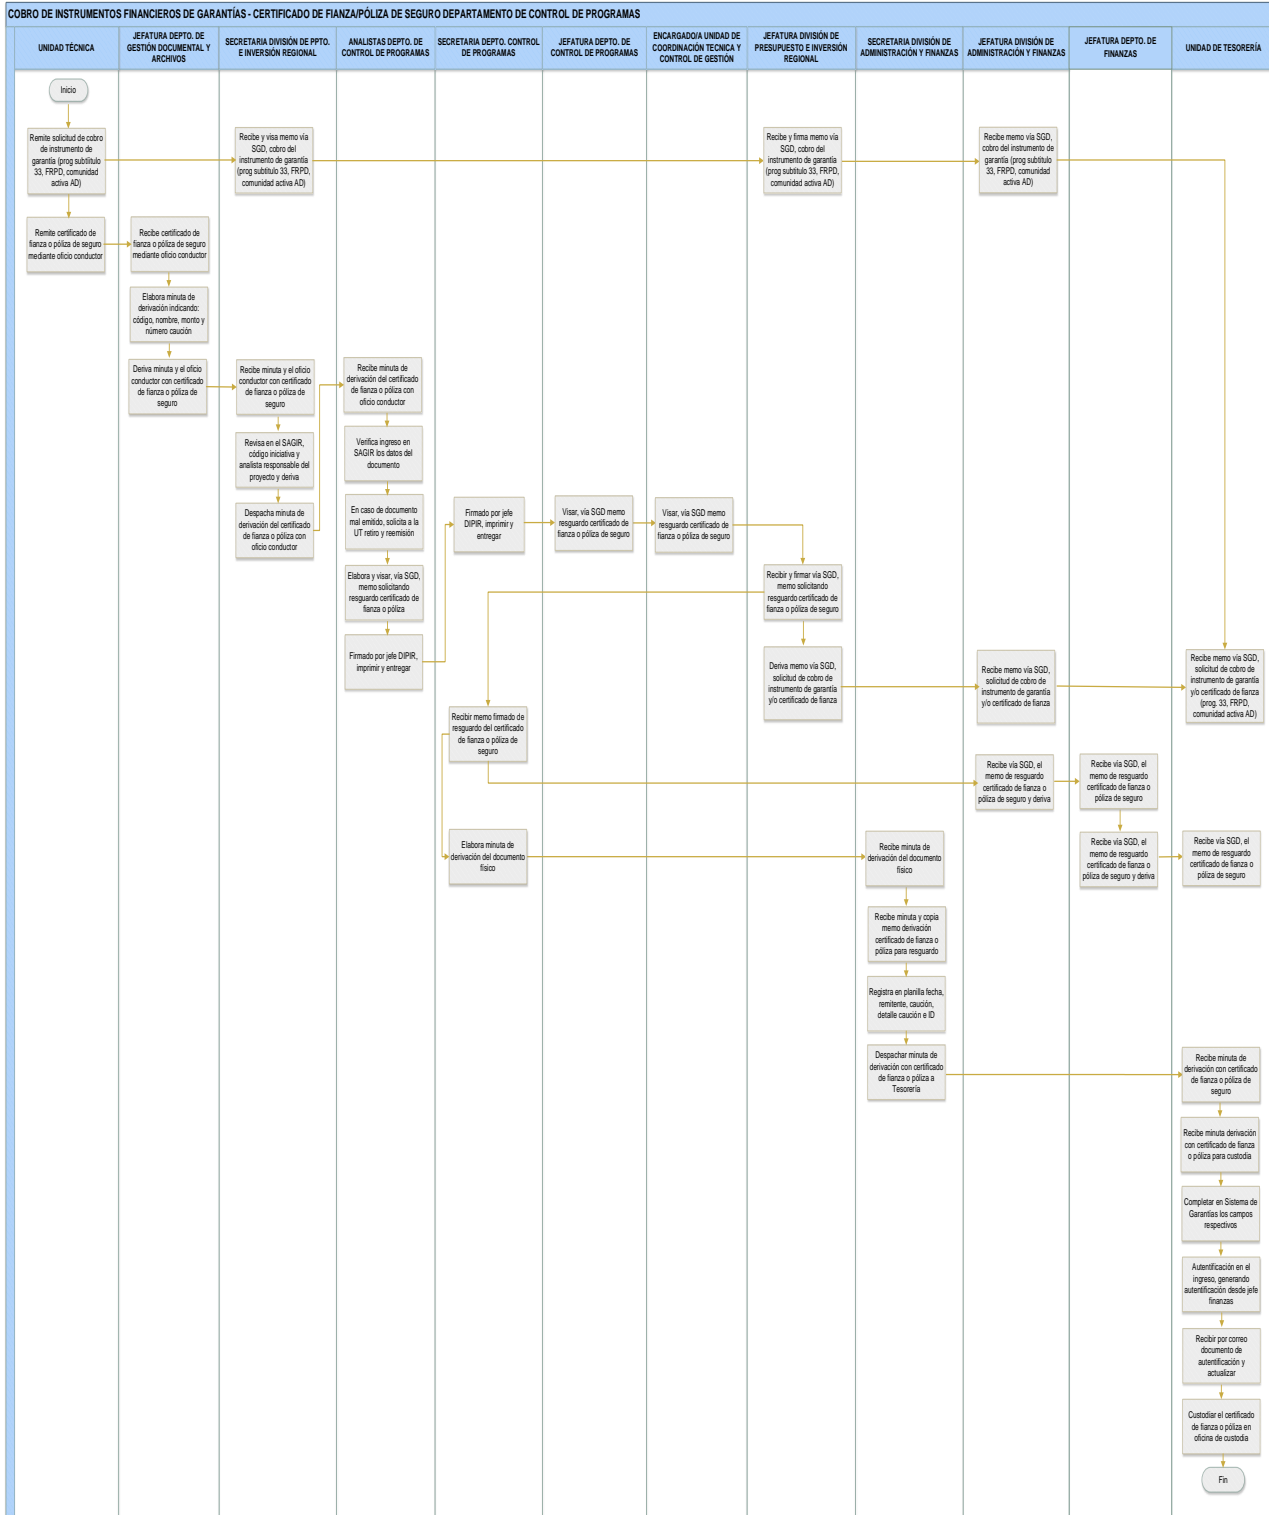 COBRO DE INSTRUMENTOS FINANCIEROS DE GARANTÍAS - CERTIFICADO DE FIANZA/PÓLIZA DE SEGURO DEPARTAMENTO DE CONTROL DE PROGRAMAS
UNIDAD TÉCNICA
JEFATURA DEPTO. DE
GESTIÓN DOCUMENTAL Y
ARCHIVOS
SECRETARIA DIVISIÓN DE PPTO.
E INVERSIÓN REGIONAL
ANALISTAS DEPTO. DE
CONTROL DE PROGRAMAS
SECRETARIA DEPTO. CONTROL
DE PROGRAMAS
JEFATURA DEPTO. DE
CONTROL DE PROGRAMAS
ENCARGADO/A UNIDAD DE
COORDINACIÓN TECNICA Y
CONTROL DE GESTIÓN
JEFATURA DIVISIÓN DE
PRESUPUESTO E INVERSIÓN
REGIONAL
SECRETARIA DIVISIÓN DE
ADMINISTRACIÓN Y FINANZAS
JEFATURA DIVISIÓN DE
ADMINISTRACIÓN Y FINANZAS
JEFATURA DEPTO. DE
FINANZAS
UNIDAD DE TESORERÍA
Inicio
Remite solicitud de cobro
de instrumento de
garantía (prog subtitulo
33, FRPD, comunidad
activa AD)
Recibe y visa memo vía
SGD, cobro del
instrumento de garantía
(prog subtitulo 33, FRPD,
comunidad activa AD)
Recibe y firma memo vía
SGD, cobro del
instrumento de garantía
(prog subtitulo 33, FRPD,
comunidad activa AD)
Recibe memo vía SGD,
cobro del instrumento de
garantía (prog subtitulo
33, FRPD, comunidad
activa AD)
Remite certificado de
fianza o póliza de seguro
mediante oficio conductor
Recibe certificado de
fianza o póliza de seguro
mediante oficio conductor
Elabora minuta de
derivación indicando:
código, nombre, monto y
número caución
Deriva minuta y el oficio
conductor con certificado
de fianza o póliza de
seguro
Recibe minuta y el oficio
conductor con certificado
de fianza o póliza de
seguro
Recibe minuta de
derivación del certificado
de fianza o póliza con
oficio conductor
Revisa en el SAGIR,
código iniciativa y
analista responsable del
proyecto y deriva
Verifica ingreso en
SAGIR los datos del
documento
Despacha minuta de
derivación del certificado
de fianza o póliza con
oficio conductor
En caso de documento
mal emitido, solicita a la
UT retiro y reemisión
Firmado por jefe
DIPIR, imprimir y
entregar
Visar, vía SGD memo
resguardo certificado de
fianza o póliza de seguro
Visar, vía SGD memo
resguardo certificado de
fianza o póliza de seguro
Elabora y visar, vía SGD,
memo solicitando
resguardo certificado de
fianza o póliza
Recibir y firmar vía SGD,
memo solicitando
resguardo certificado de
fianza o póliza de seguro
Firmado por jefe DIPIR,
imprimir y entregar
Deriva memo vía SGD,
solicitud de cobro de
instrumento de garantía
y/o certificado de fianza
Recibe memo vía SGD,
solicitud de cobro de
instrumento de garantía
y/o certificado de fianza
Recibe memo vía SGD,
solicitud de cobro de
instrumento de garantía
y/o certificado de fianza
(prog. 33, FRPD,
comunidad activa AD)
Recibir memo firmado de
resguardo del certificado
de fianza o póliza de
seguro
Recibe vía SGD, el
memo de resguardo
certificado de fianza o
póliza de seguro y deriva
Recibe vía SGD, el
memo de resguardo
certificado de fianza o
póliza de seguro
Elabora minuta de
derivación del documento
físico
Recibe minuta de
derivación del documento
físico
Recibe vía SGD, el
memo de resguardo
certificado de fianza o
póliza de seguro y deriva
Recibe vía SGD, el
memo de resguardo
certificado de fianza o
póliza de seguro
Recibe minuta y copia
memo derivación
certificado de fianza o
póliza para resguardo
Registra en planilla fecha,
remitente, caución,
detalle caución e ID
Despachar minuta de
derivación con certificado
de fianza o póliza a
Tesorería
Recibe minuta de
derivación con certificado
de fianza o póliza de
seguro
Recibe minuta derivación
con certificado de fianza
o póliza para custodia
Completar en Sistema de
Garantías los campos
respectivos
Autentificación en el
ingreso, generando
autentificación desde jefe
finanzas
Recibir por correo
documento de
autentificación y
actualizar
Custodiar el certificado
de fianza o póliza en
oficina de custodia
Fin